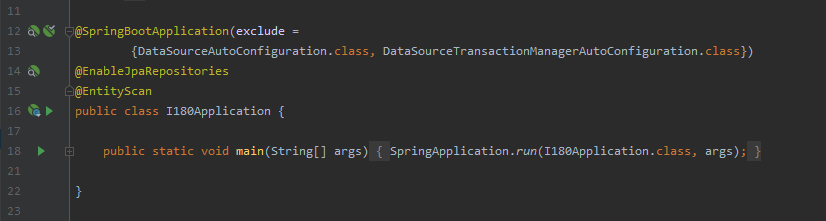 11
12 @SpringBootApplication(exclude =
13 {DataSourceAutoConfiguration.class, DataSourceTransactionManagerAutoConfiguration.class})
14 @EnableJpaRepositories
15 @EntityScan
16 public class I180Application {
17
18 public static void main(String[] args) { SpringApplication.run(I180Application.class, args); }
21
22 }
23